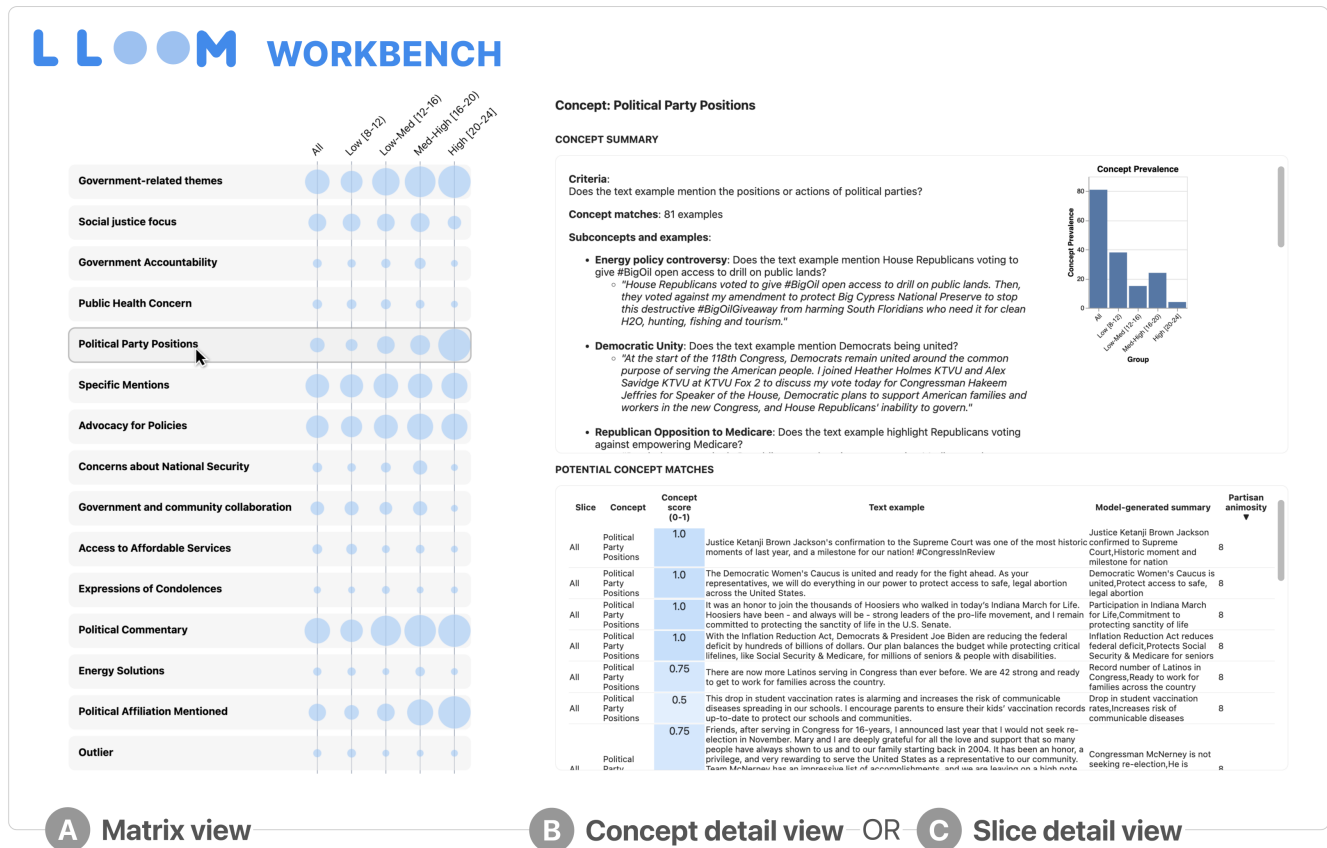 LLOOM WORKBENCH
All
Low [8-12)
Low-Med [12-16)
Med-High [16-20)
High [20-24]
Government-related themes
Social justice focus
Government Accountability
Public Health Concern
Political Party Positions
Specific Mentions
Advocacy for Policies
Concerns about National Security
Government and community collaboration
Access to Affordable Services
Expressions of Condolences
Political Commentary
Energy Solutions
Political Affiliation Mentioned
Outlier
Concept: Political Party Positions
CONCEPT SUMMARY
Criteria:
Does the text example mention the positions or actions of political parties?
Concept matches: 81 examples
Subconcepts and examples:
• Energy policy controversy: Does the text example mention House Republicans voting to
give #BigOil open access to drill on public lands?
"House Republicans voted to give #BigOil open access to drill on public lands. Then,
they voted against my amendment to protect Big Cypress National Preserve to stop
this destructive #BigOilGiveaway from harming South Floridians who need it for clean
H2O, hunting, fishing and tourism."
• Democratic Unity: Does the text example mention Democrats being united?
"At the start of the 118th Congress, Democrats remain united around the common
purpose of serving the American people. I joined Heather Holmes KTVU and Alex
Savidge KTVU at KTVU Fox 2 to discuss my vote today for Congressman Hakeem
Jeffries for Speaker of the House, Democratic plans to support American families and
workers in the new Congress, and House Republicans' inability to govern."
• Republican Opposition to Medicare: Does the text example highlight Republicans voting
against empowering Medicare?
Concept Prevalence
Concept Prevalence
80
60
40
20
0
All
Low [8-12)
Low-Med [12-16)
Med-High [16-20)
High [20-24]
Group
POTENTIAL CONCEPT MATCHES
Slice
Concept
Concept
score
(0-1)
Text example
Model-generated summary
Partisan
animosity
▼
All
Political
Party
Positions
1.0
Justice Ketanji Brown Jackson's confirmation to the Supreme Court was one of the most historic
moments of last year, and a milestone for our nation! #CongressInReview
Justice Ketanji Brown Jackson
confirmed to Supreme
Court,Historic moment and
milestone for nation
8
All
Political
Party
Positions
1.0
The Democratic Women's Caucus is united and ready for the fight ahead. As your
representatives, we will do everything in our power to protect access to safe, legal abortion
across the United States.
Democratic Women's Caucus is
united,Protect access to safe,
legal abortion
8
All
Political
Party
Positions
1.0
It was an honor to join the thousands of Hoosiers who walked in today's Indiana March for Life.
Hoosiers have been - and always will be - strong leaders of the pro-life movement, and I remain
committed to protecting the sanctity of life in the U.S. Senate.
Participation in Indiana March
for Life,Commitment to
protecting sanctity of life
8
All
Political
Party
Positions
1.0
With the Inflation Reduction Act, Democrats & President Joe Biden are reducing the federal
deficit by hundreds of billions of dollars. Our plan balances the budget while protecting critical
lifelines, like Social Security & Medicare, for millions of seniors & people with disabilities.
Inflation Reduction Act reduces
federal deficit,Protects Social
Security & Medicare for seniors
8
All
Political
Party
Positions
0.75
There are now more Latinos serving in Congress than ever before. We are 42 strong and ready
to get to work for families across the country.
Record number of Latinos in
Congress,Ready to work for
families across the country
8
All
Political
Party
Positions
0.5
This drop in student vaccination rates is alarming and increases the risk of communicable
diseases spreading in our schools. I encourage parents to ensure their kids' vaccination records
up-to-date to protect our schools and communities.
Drop in student vaccination
rates,Increases risk of
communicable diseases
8
All
Political
Party
0.75
Friends, after serving in Congress for 16-years, I announced last year that I would not seek re-
election in November. Mary and I are deeply grateful for all the love and support that so many
people have always shown to us and to our family starting back in 2004. It has been an honor, a
privilege, and very rewarding to serve the United States as a representative to our community.
Team McNerney has an impressive list of accomplishments, and we are leaving on a high note
Congressman McNerney is not
seeking re-election,He is
8
A Matrix view
B Concept detail view OR C Slice detail view